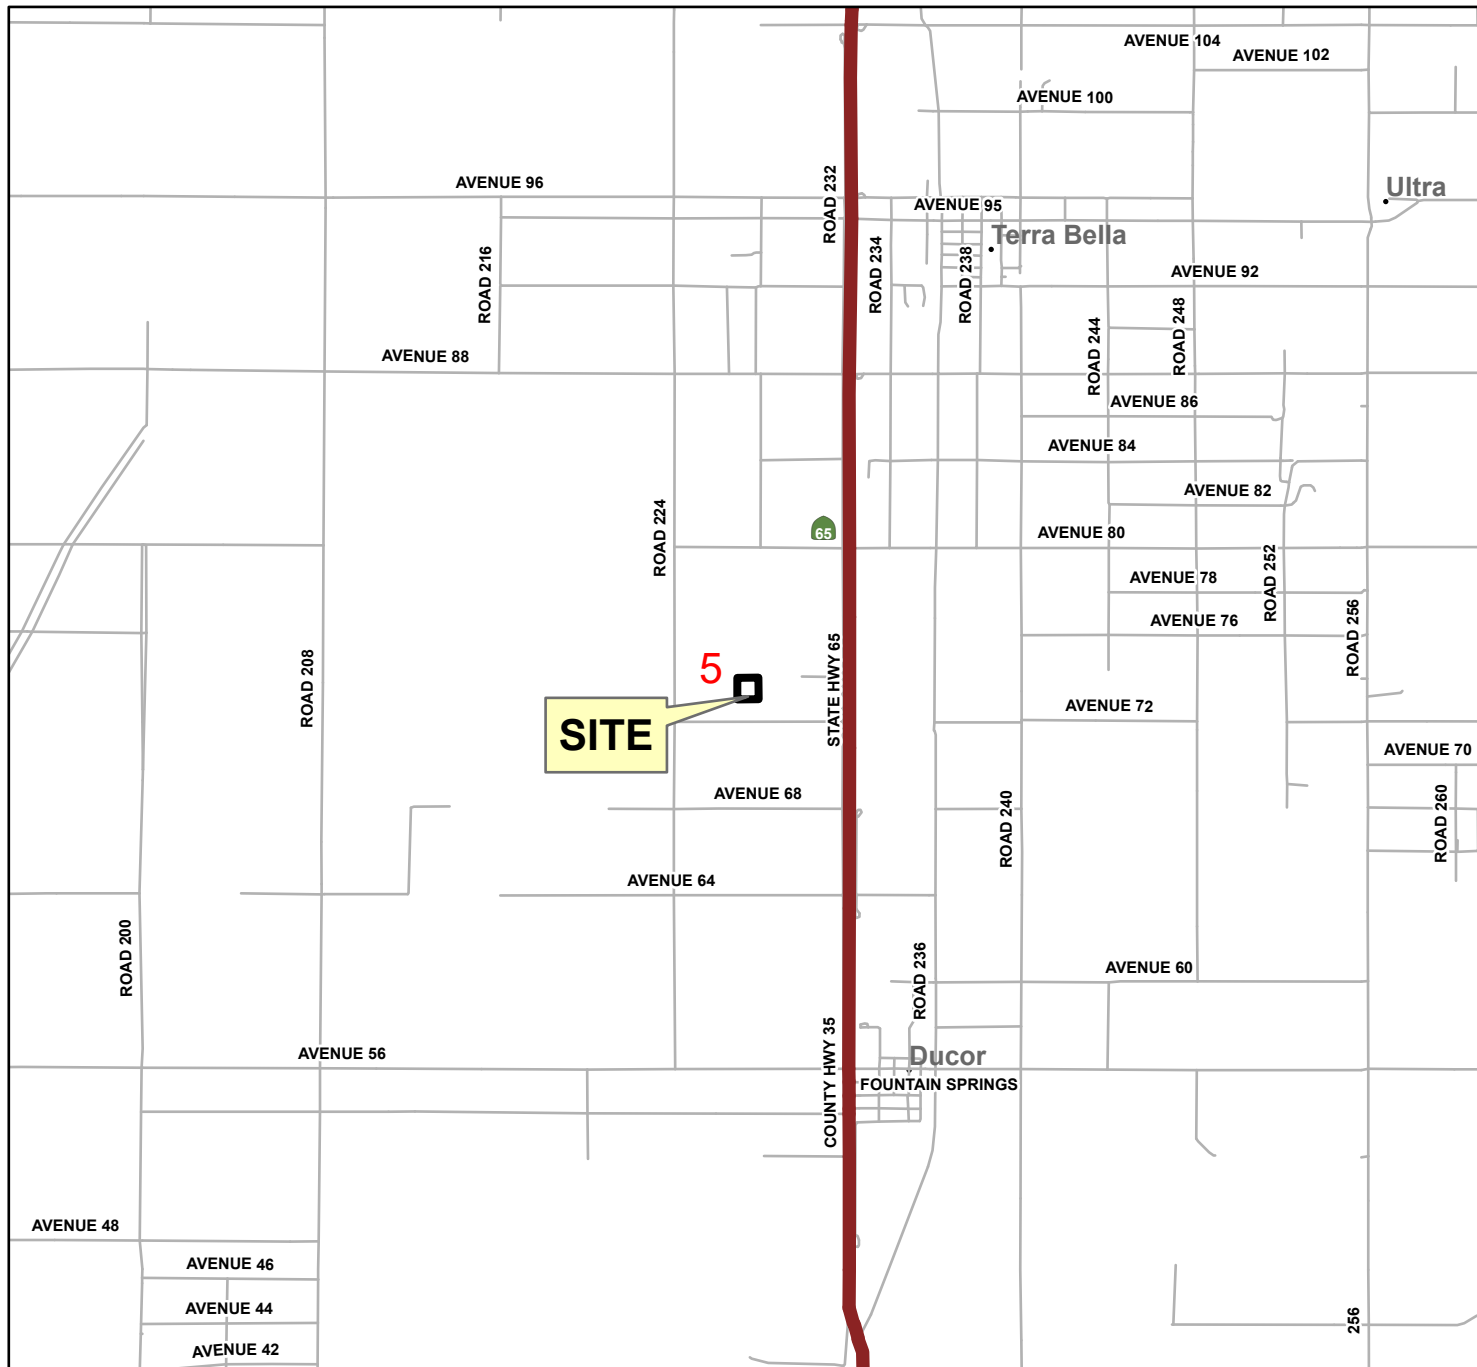 AVENUE 104
AVENUE 102
AVENUE 100
AVENUE 96
ROAD 232
Ultra
AVENUE 95
Terra Bella
ROAD 216
ROAD 234
ROAD 238
AVENUE 92
ROAD 248
ROAD 244
AVENUE 88
AVENUE 86
AVENUE 84
AVENUE 82
ROAD 224
65
AVENUE 80
ROAD 252
AVENUE 78
AVENUE 76
ROAD 256
ROAD 208
5
STATE HWY 65
SITE
AVENUE 72
AVENUE 70
AVENUE 68
ROAD 240
ROAD 260
AVENUE 64
ROAD 200
ROAD 236
AVENUE 60
AVENUE 56
COUNTY HWY 35
Ducor
FOUNTAIN SPRINGS
AVENUE 48
AVENUE 46
AVENUE 44
256
AVENUE 42